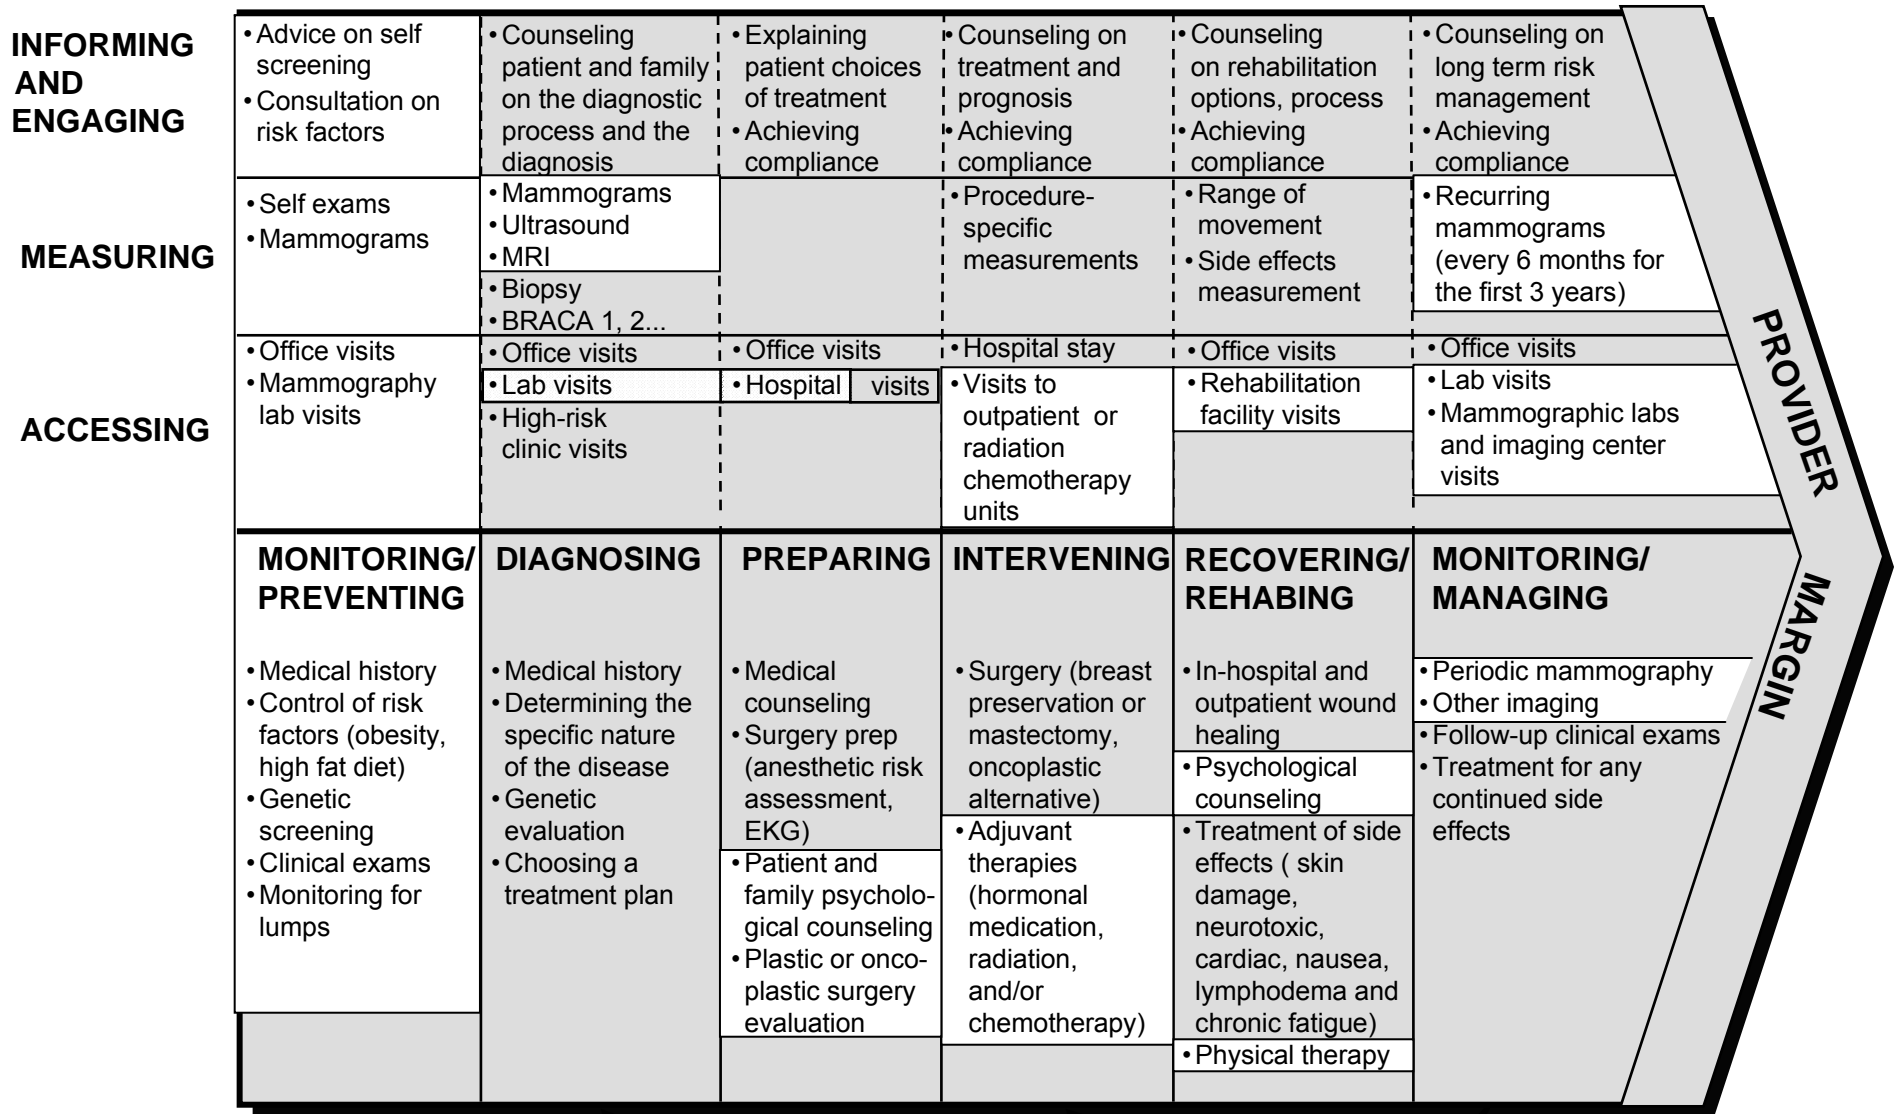 INFORMING
AND
ENGAGING
• Advice on self
screening
• Consultation on
risk factors
• Counseling
patient and family
on the diagnostic
process and the
diagnosis
• Explaining
patient choices
of treatment
• Achieving
compliance
• Counseling on
treatment and
prognosis
• Achieving
compliance
• Counseling
on rehabilitation
options, process
• Achieving
compliance
• Counseling on
long term risk
management
• Achieving
compliance
MEASURING
• Self exams
• Mammograms
• Mammograms
• Ultrasound
• MRI
• Biopsy
• BRACA 1, 2...
• Procedure-
specific
measurements
• Range of
movement
• Side effects
measurement
• Recurring
mammograms
(every 6 months for
the first 3 years)
ACCESSING
• Office visits
• Mammography
lab visits
• Office visits
• Lab visits
• High-risk
clinic visits
• Office visits
• Hospital visits
• Hospital stay
• Visits to
outpatient or
radiation
chemotherapy
units
• Office visits
• Rehabilitation
facility visits
• Office visits
• Lab visits
• Mammographic labs
and imaging center
visits
MONITORING/
PREVENTING
• Medical history
• Control of risk
factors (obesity,
high fat diet)
• Genetic
screening
• Clinical exams
• Monitoring for
lumps
DIAGNOSING
• Medical history
• Determining the
specific nature
of the disease
• Genetic
evaluation
• Choosing a
treatment plan
PREPARING
• Medical
counseling
• Surgery prep
(anesthetic risk
assessment,
EKG)
• Patient and
family psycholo-
gical counseling
• Plastic or onco-
plastic surgery
evaluation
INTERVENING
• Surgery (breast
preservation or
mastectomy,
oncoplastic
alternative)
• Adjuvant
therapies
(hormonal
medication,
radiation,
and/or
chemotherapy)
RECOVERING/
REHABING
• In-hospital and
outpatient wound
healing
• Psychological
counseling
• Treatment of side
effects ( skin
damage,
neurotoxic,
cardiac, nausea,
lymphodema and
chronic fatigue)
• Physical therapy
MONITORING/
MANAGING
• Periodic mammography
• Other imaging
• Follow-up clinical exams
• Treatment for any
continued side
effects
PROVIDER
MARGIN